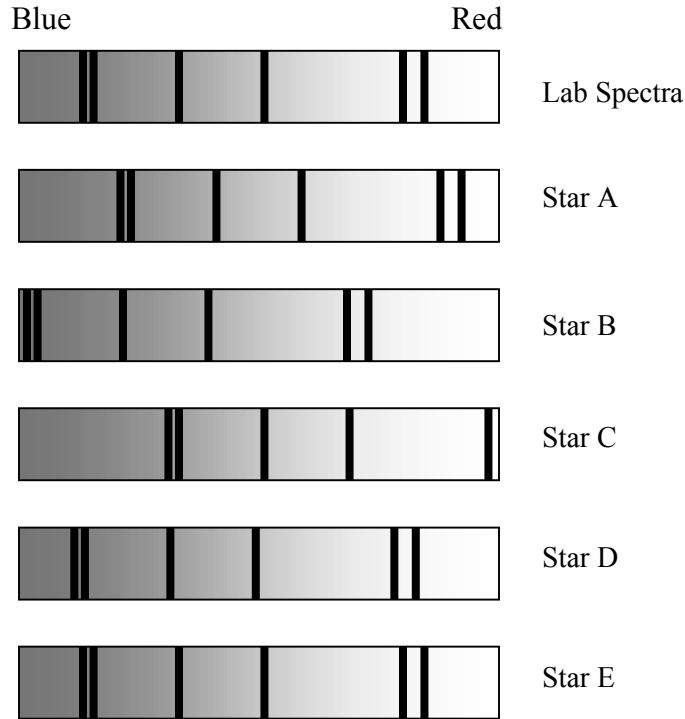 Blue Red
Lab Spectra
Star A
Star B
Star C
Star D
Star E